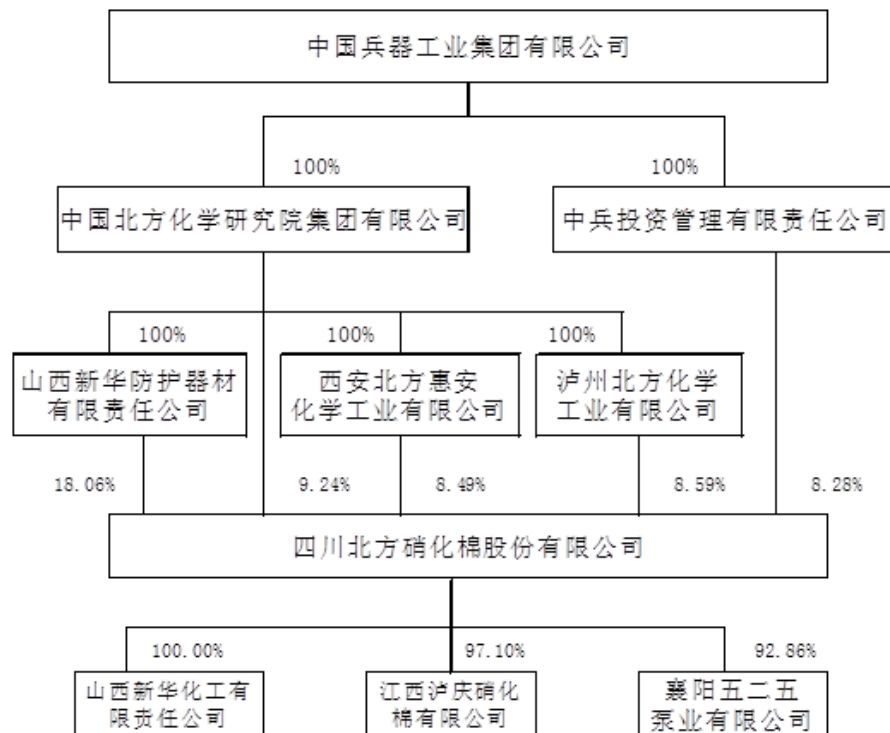 中国兵器工业集团有限公司
100%
100%
中国北方化学研究院集团有限公司
中兵投资管理有限责任公司
100%
100%
100%
山西新华防护器材
有限责任公司
西安北方惠安
化学工业有限公司
泸州北方化学
工业有限公司
18.06%
9.24%
8.49%
8.59%
8.28%
四川北方硝化棉股份有限公司
100.00%
97.10%
92.86%
山西新华化工有
限责任公司
江西泸庆硝化
棉有限公司
襄阳五二五
泵业有限公司